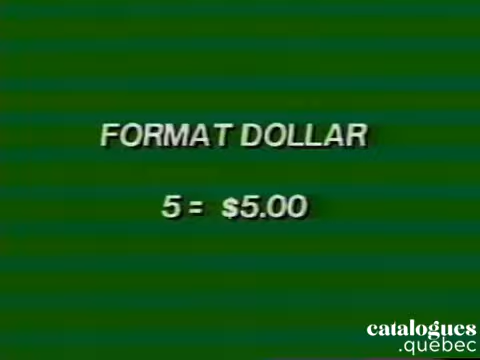 FORMAT DOLLAR
5 = $5.00
catalogues
.québec